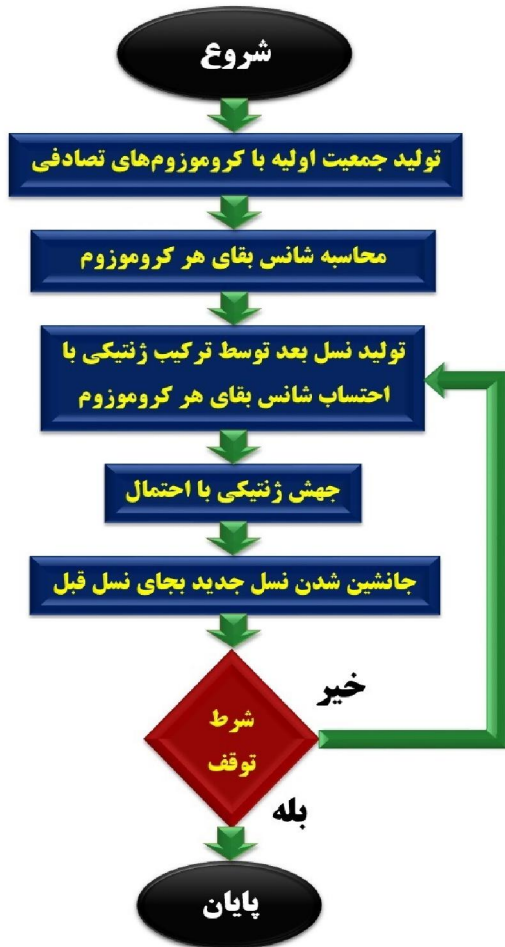 شروع
تولید جمعیت اولیه با کروموزوم‌های تصادفی
محاسبه شانس بقای هر کروموزوم
تولید نسل بعد توسط ترکیب ژنتیکی با
احتساب شانس بقای هر کروموزوم
جهش ژنتیکی با احتمال
جانشین شدن نسل جدید بجای نسل قبل
خیر
شرط
توقف
بله
پایان